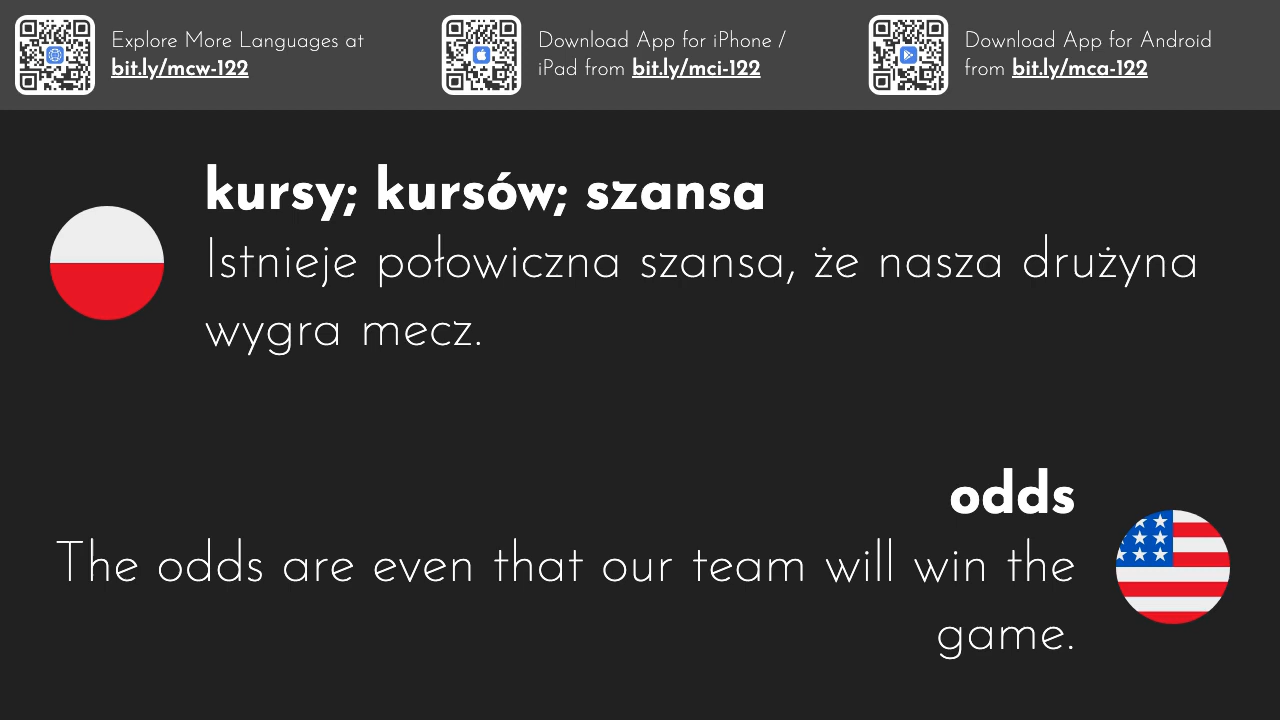 Explore More Languages at
bit.ly/mcw-122
Download App for iPhone /
iPad from bit.ly/mci-122
Download App for Android
from bit.ly/mca-122
kursy; kursów; szansa
Istnieje połowiczna szansa, że nasza drużyna
wygra mecz.
odds
The odds are even that our team will win the
game.